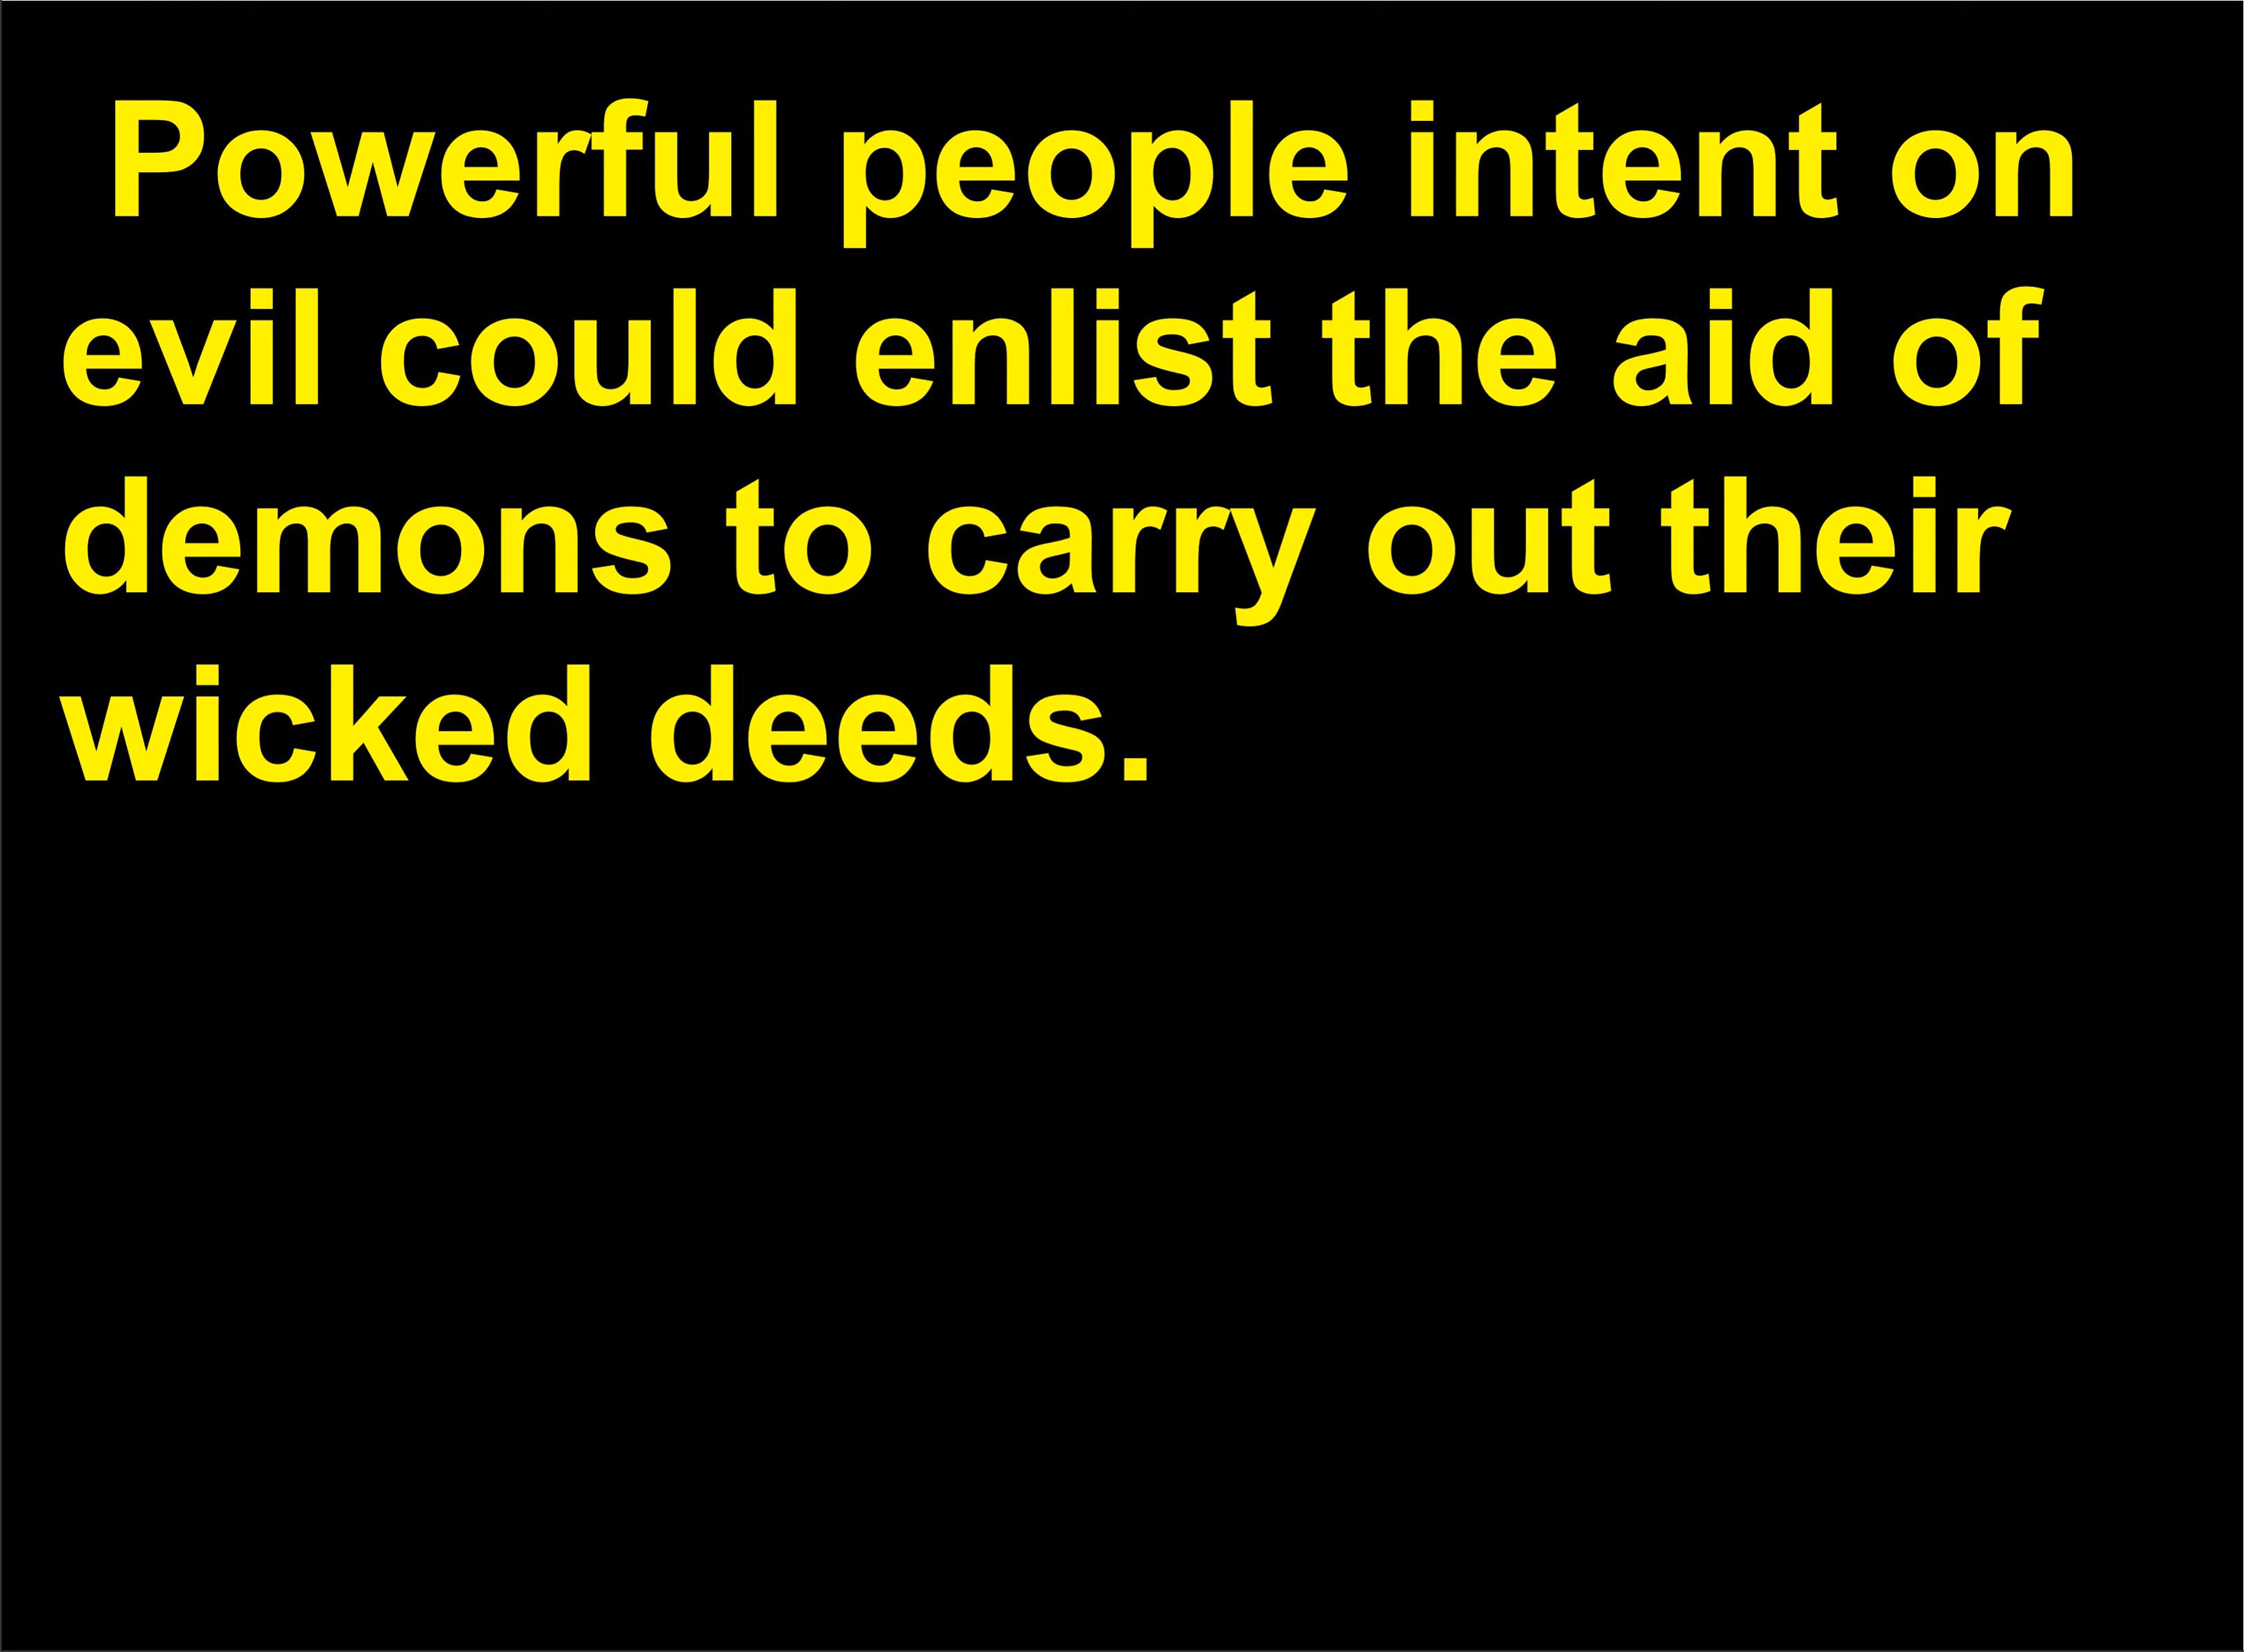 Powerful people intent on
evil could enlist the aid of
demons to carry out their
wicked deeds.